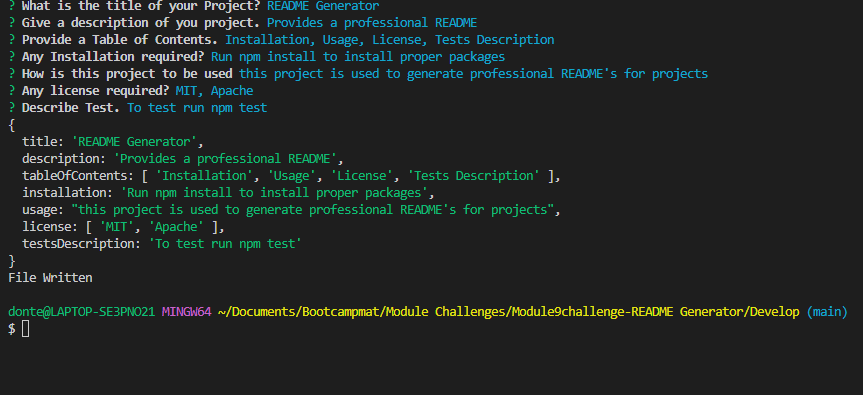 ? What is the title of your Project? README Generator
? Give a description of you project. Provides a professional README
? Provide a Table of Contents. Installation, Usage, License, Tests Description
? Any Installation required? Run npm install to install proper packages
? How is this project to be used this project is used to generate professional README's for projects
? Any license required? MIT, Apache
? Describe Test. To test run npm test
{
  title: 'README Generator',
  description: 'Provides a professional README',
  tableOfContents: [ 'Installation', 'Usage', 'License', 'Tests Description' ],
  installation: 'Run npm install to install proper packages',
  usage: "this project is used to generate professional README's for projects",
  license: [ 'MIT', 'Apache' ],
  testsDescription: 'To test run npm test'
}
File Written
donte@LAPTOP-SE3PNO21 MINGW64 ~/Documents/Bootcampmat/Module Challenges/Module9challenge-README Generator/Develop (main)
$